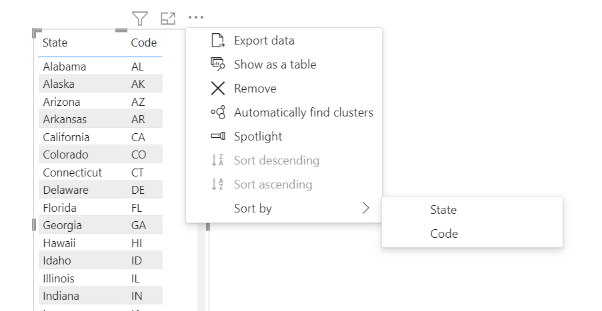 State Code
Alabama AL
Alaska AK
Arizona AZ
Arkansas AR
California CA
Colorado CO
Connecticut CT
Delaware DE
Florida FL
Georgia GA
Hawaii HI
Idaho ID
Illinois IL
Indiana IN
Export data
Show as a table
Remove
Automatically find clusters
Spotlight
Sort descending
Sort ascending
Sort by
State
Code